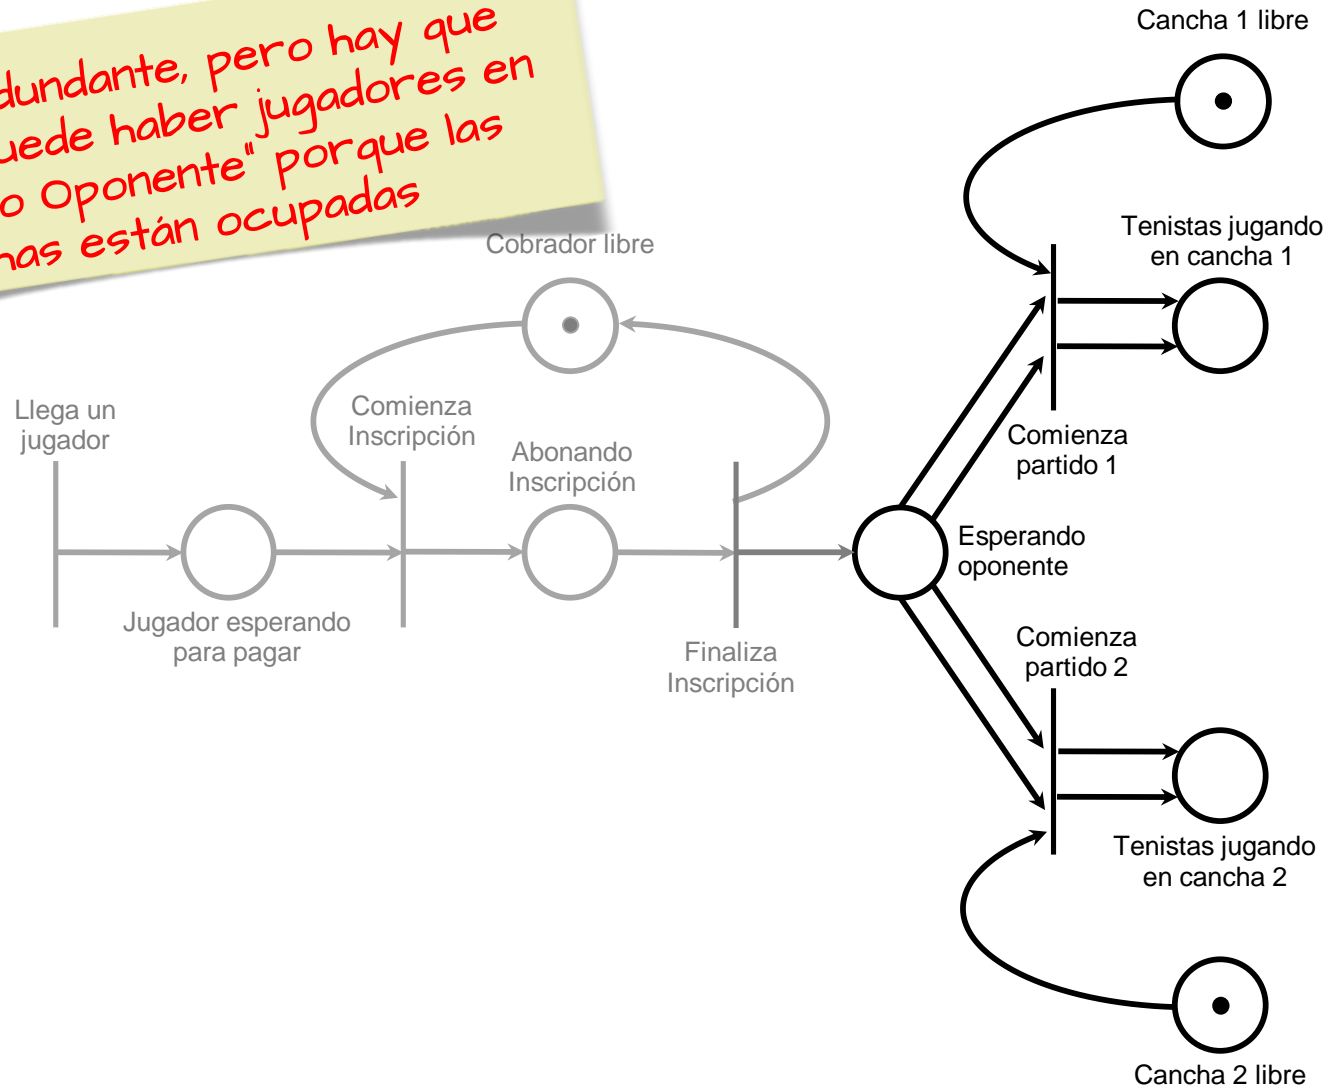 dundante, pero hay que
uede haber jugadores en
o Oponente" porque las
has están ocupadas
Cancha 1 libre
Tenistas jugando
en cancha 1
Cobrador libre
Llega un
jugador
Comienza
Inscripción
Abonando
Inscripción
Comienza
partido 1
Esperando
oponente
Jugador esperando
para pagar
Finaliza
Inscripción
Comienza
partido 2
Tenistas jugando
en cancha 2
Cancha 2 libre